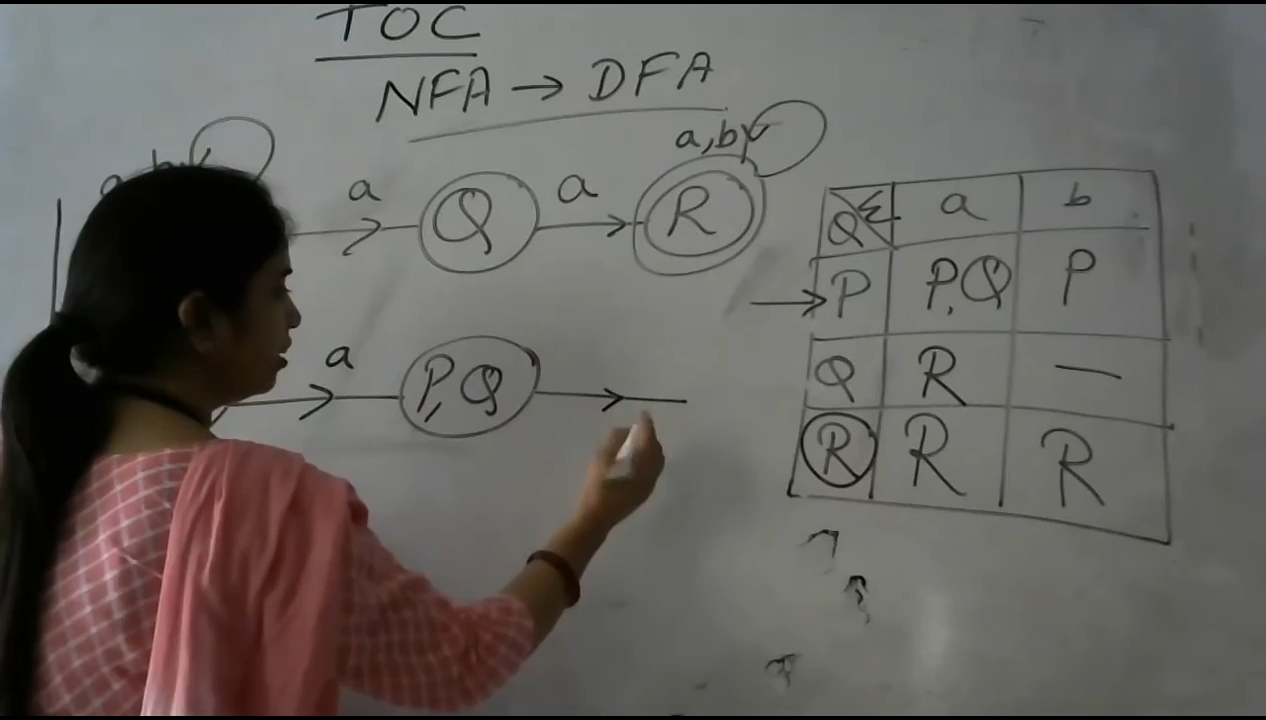 TOC
NFA → DFA
a,b
a Q a R
a P,Q
Q Σ a b
→ P P,Q P
Q R —
R R R